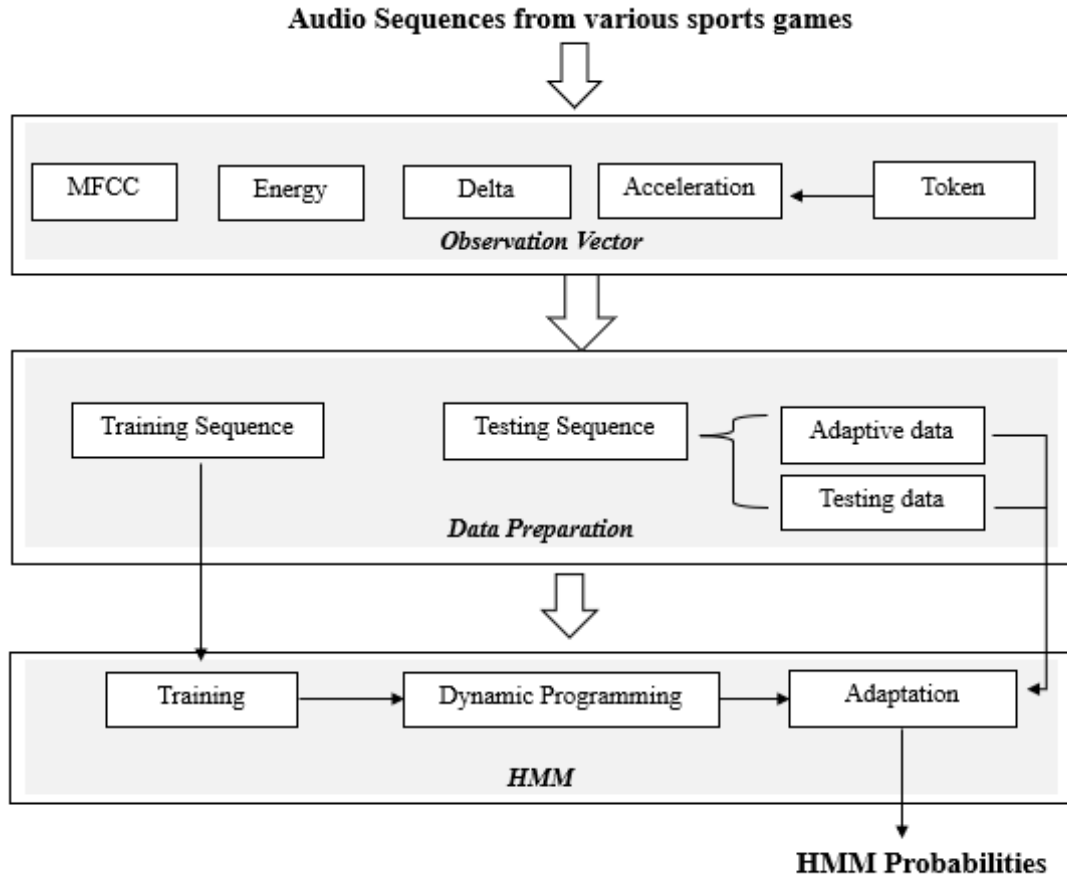 Audio Sequences from various sports games
MFCC
Energy
Delta
Acceleration
Token
Observation Vector
Training Sequence
Testing Sequence
Adaptive data
Testing data
Data Preparation
Training
Dynamic Programming
Adaptation
HMM
HMM Probabilities